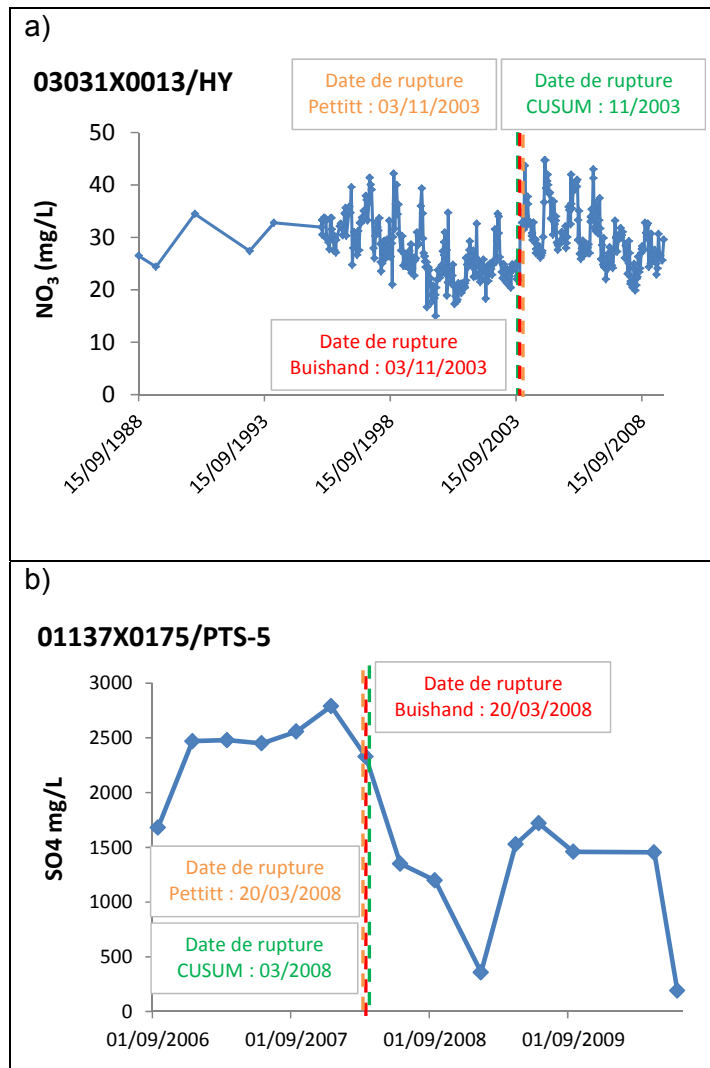 a)
03031X0013/HY
Date de rupture
Pettitt : 03/11/2003
Date de rupture
CUSUM : 11/2003
NO3 (mg/L)
50
40
30
20
10
0
Date de rupture
Buishand : 03/11/2003
15/09/1988
15/09/1993
15/09/1998
15/09/2003
15/09/2008
b)
01137X0175/PTS-5
Date de rupture
Buishand : 20/03/2008
SO4 mg/L
3000
2500
2000
1500
1000
500
0
Date de rupture
Pettitt : 20/03/2008
Date de rupture
CUSUM : 03/2008
01/09/2006
01/09/2007
01/09/2008
01/09/2009